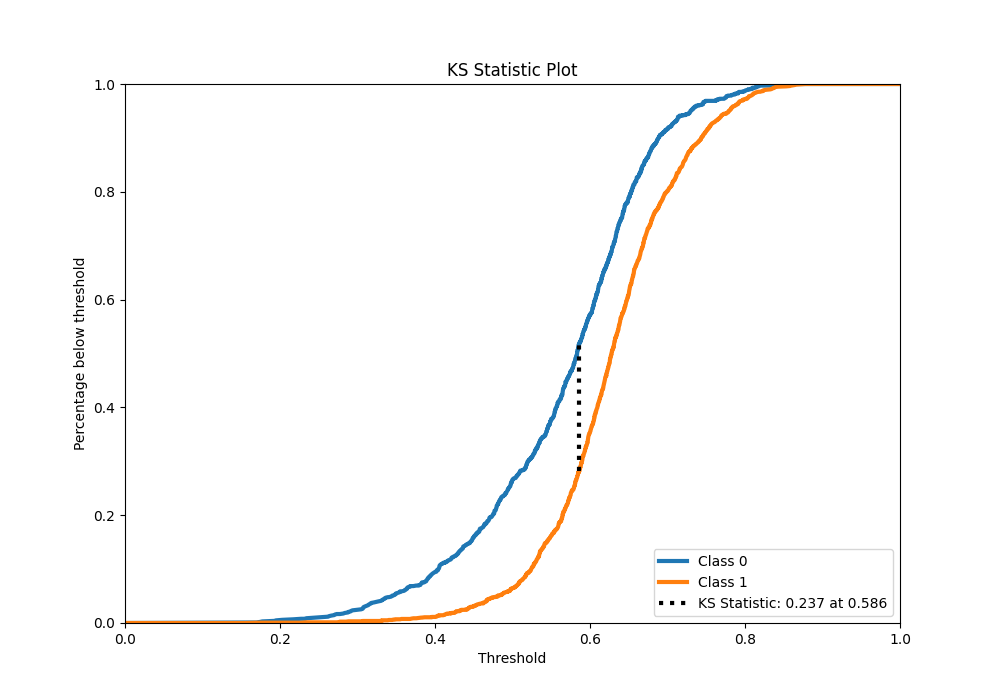 KS Statistic Plot
1.0
0.8
0.6
0.4
0.2
0.0
Percentage below threshold
0.0 0.2 0.4 0.6 0.8 1.0
Threshold
Class 0
Class 1
KS Statistic: 0.237 at 0.586